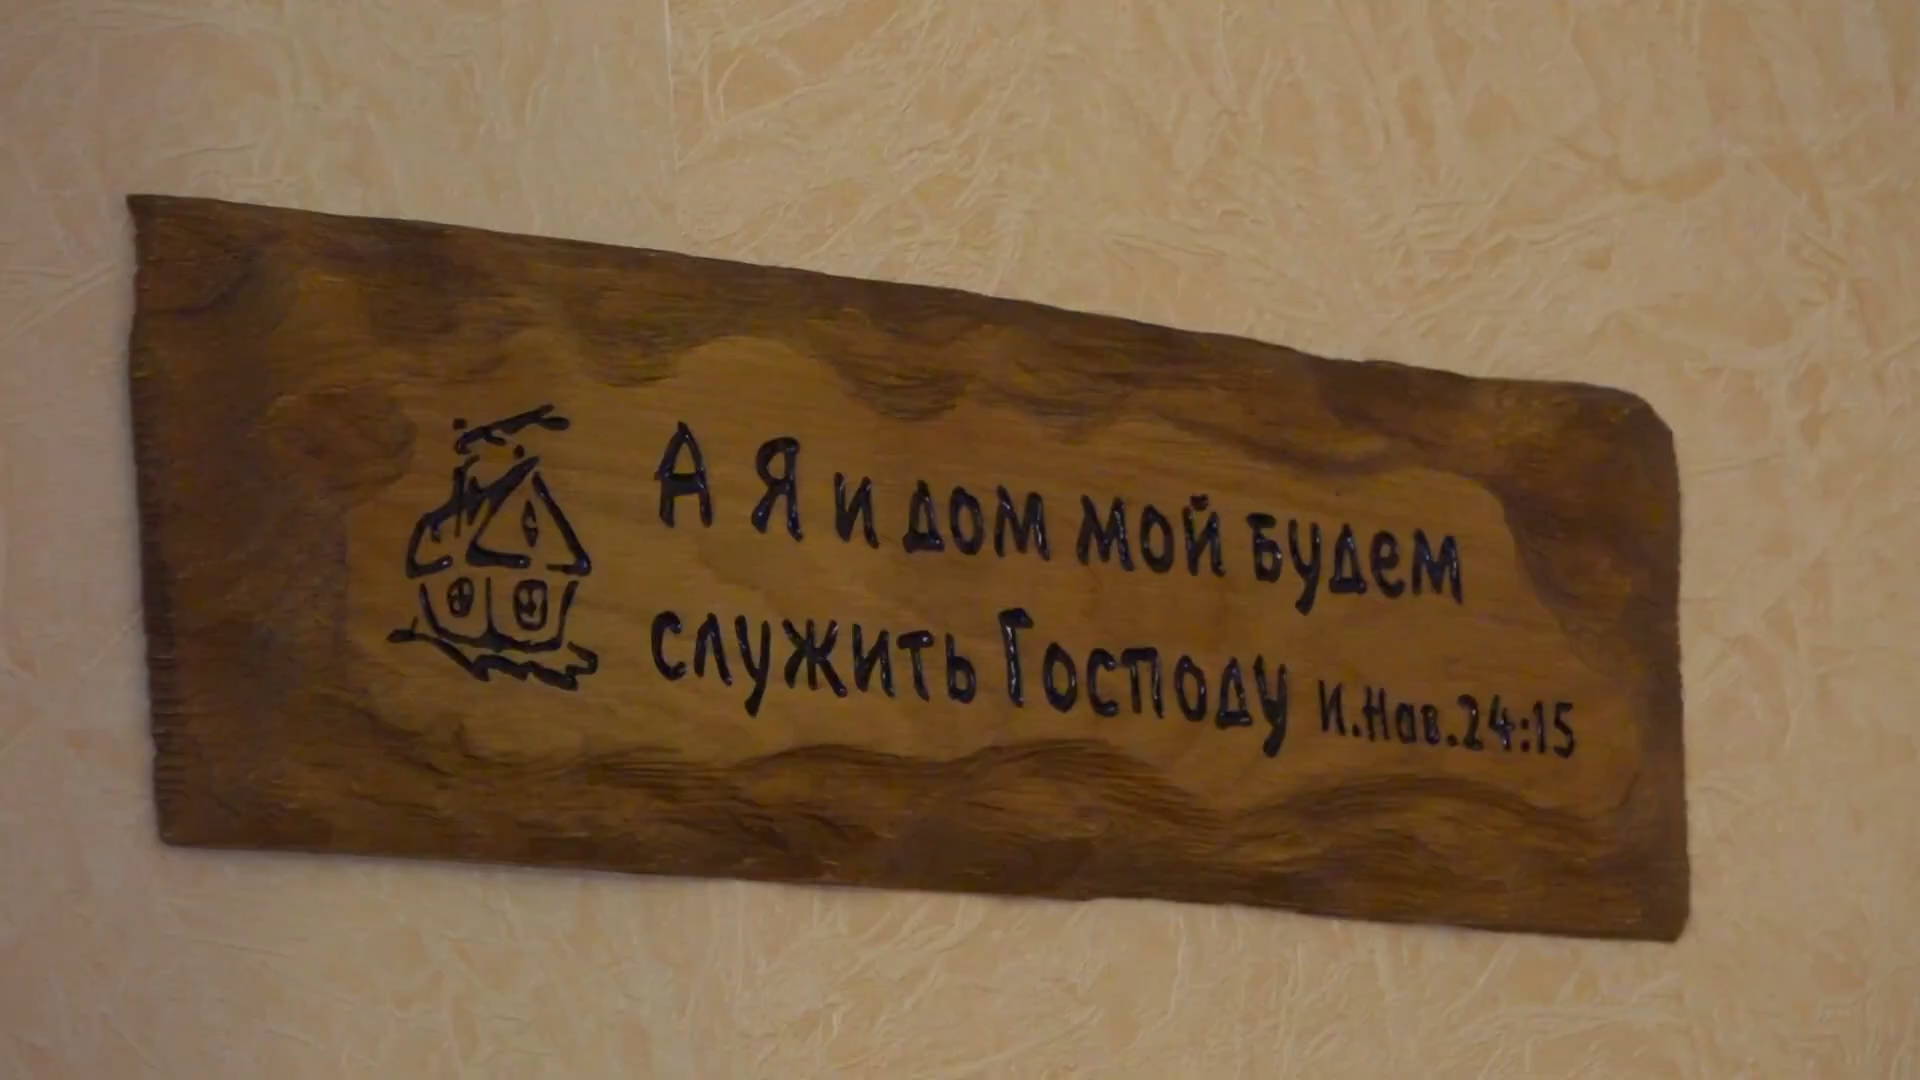 А Я и дом мой будем
служить Господу И.Нав.24:15